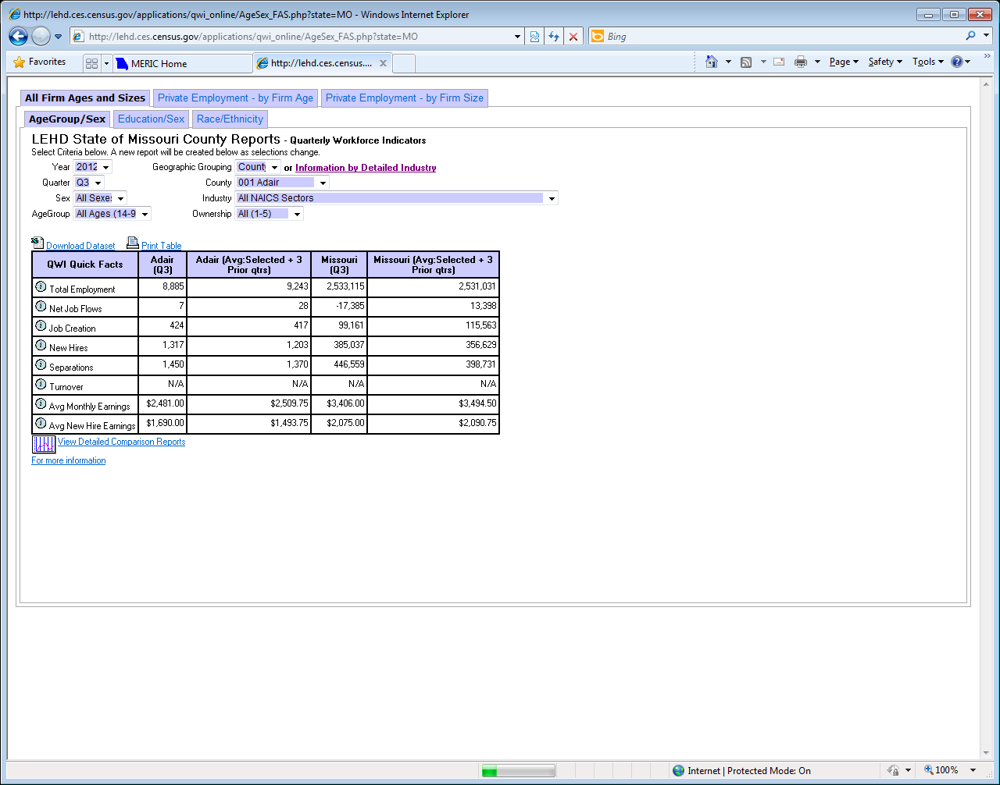 http://lehd.ces.census.gov/applications/qwi_online/AgeSex_FAS.php?state=MO - Windows Internet Explorer
http://lehd.ces.census.gov/applications/qwi_online/AgeSex_FAS.php?state=MO
Bing
Favorites
MERIC Home
http://lehd.ces.census....
Page
Safety
Tools
All Firm Ages and Sizes
Private Employment - by Firm Age
Private Employment - by Firm Size
AgeGroup/Sex
Education/Sex
Race/Ethnicity
LEHD State of Missouri County Reports - Quarterly Workforce Indicators
Select Criteria below. A new report will be created below as selections change.
Year 2012 Geographic Grouping Count or Information by Detailed Industry
Quarter Q3 County 001 Adair
Sex All Sexe Industry All NAICS Sectors
AgeGroup All Ages (14-9 Ownership All (1-5)
Download Dataset Print Table
QWI Quick Facts Adair (Q3) Adair (Avg:Selected + 3 Prior qtrs) Missouri (Q3) Missouri (Avg:Selected + 3 Prior qtrs)
Total Employment 8,885 9,243 2,533,115 2,531,031
Net Job Flows 7 28 -17,385 13,398
Job Creation 424 417 99,161 115,563
New Hires 1,317 1,203 385,037 356,629
Separations 1,450 1,370 446,559 398,731
Turnover N/A N/A N/A N/A
Avg Monthly Earnings $2,481.00 $2,509.75 $3,406.00 $3,494.50
Avg New Hire Earnings $1,690.00 $1,493.75 $2,075.00 $2,090.75
View Detailed Comparison Reports
For more information
Internet | Protected Mode: On
100%